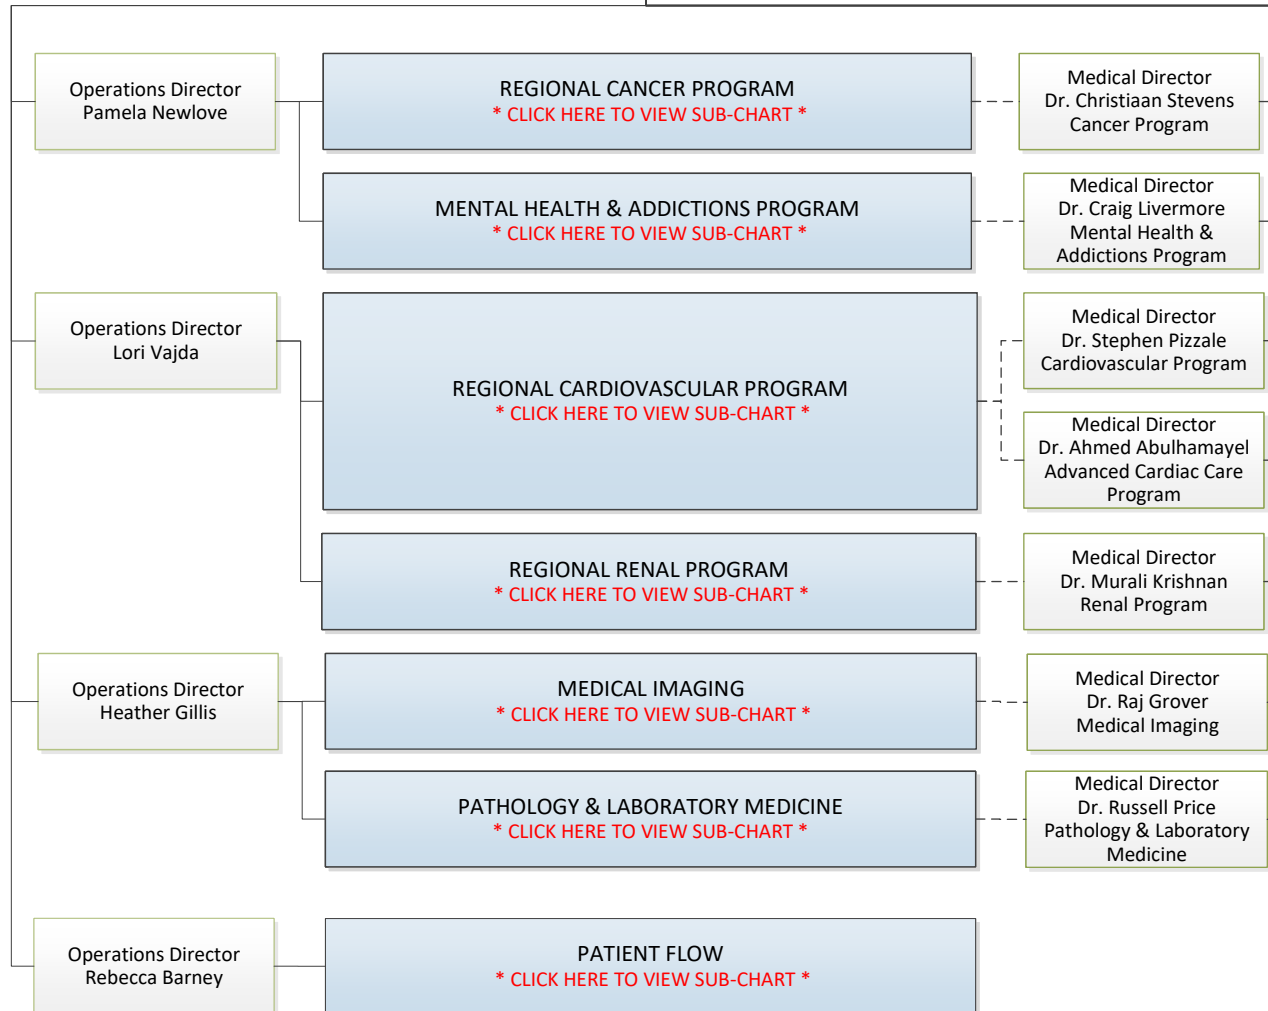 Operations Director
Pamela Newlove
REGIONAL CANCER PROGRAM
* CLICK HERE TO VIEW SUB-CHART *
Medical Director
Dr. Christiaan Stevens
Cancer Program
MENTAL HEALTH & ADDICTIONS PROGRAM
* CLICK HERE TO VIEW SUB-CHART *
Medical Director
Dr. Craig Livermore
Mental Health &
Addictions Program
Operations Director
Lori Vajda
REGIONAL CARDIOVASCULAR PROGRAM
* CLICK HERE TO VIEW SUB-CHART *
Medical Director
Dr. Stephen Pizzale
Cardiovascular Program
Medical Director
Dr. Ahmed Abulhamayel
Advanced Cardiac Care
Program
REGIONAL RENAL PROGRAM
* CLICK HERE TO VIEW SUB-CHART *
Medical Director
Dr. Murali Krishnan
Renal Program
Operations Director
Heather Gillis
MEDICAL IMAGING
* CLICK HERE TO VIEW SUB-CHART *
Medical Director
Dr. Raj Grover
Medical Imaging
PATHOLOGY & LABORATORY MEDICINE
* CLICK HERE TO VIEW SUB-CHART *
Medical Director
Dr. Russell Price
Pathology & Laboratory
Medicine
Operations Director
Rebecca Barney
PATIENT FLOW
* CLICK HERE TO VIEW SUB-CHART *